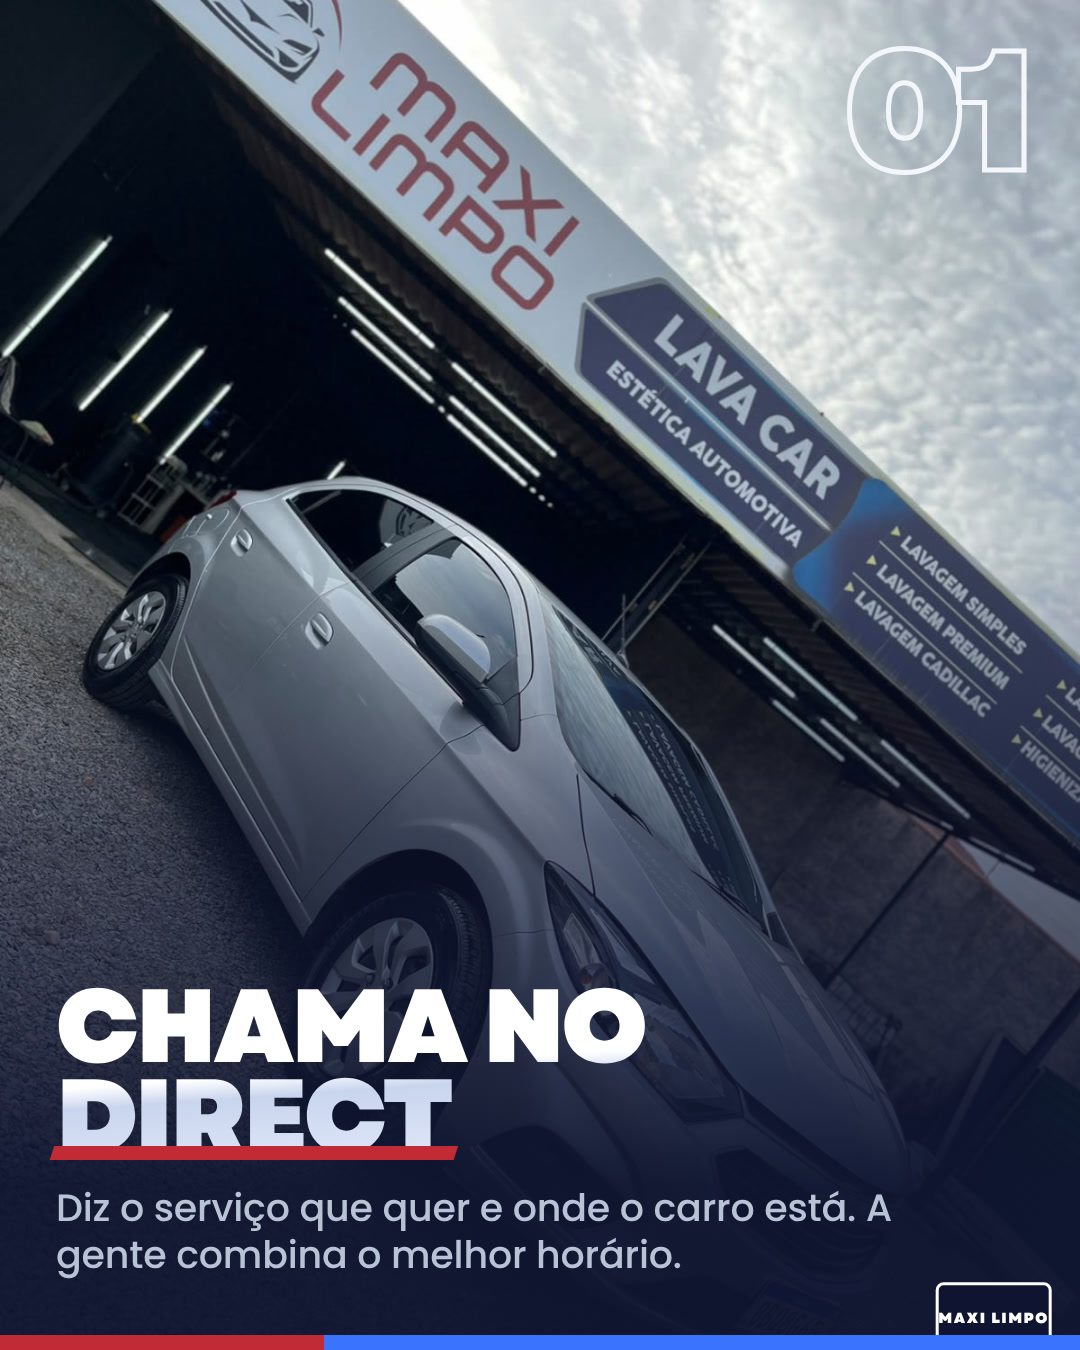 01
MAXI
LIMPO
LAVA CAR
ESTÉTICA AUTOMOTIVA
LAVAGEM SIMPLES
LAVAGEM PREMIUM
LAVAGEM CADILLAC
CHAMA NO
DIRECT
Diz o serviço que quer e onde o carro está. A
gente combina o melhor horário.
MAXI LIMPO